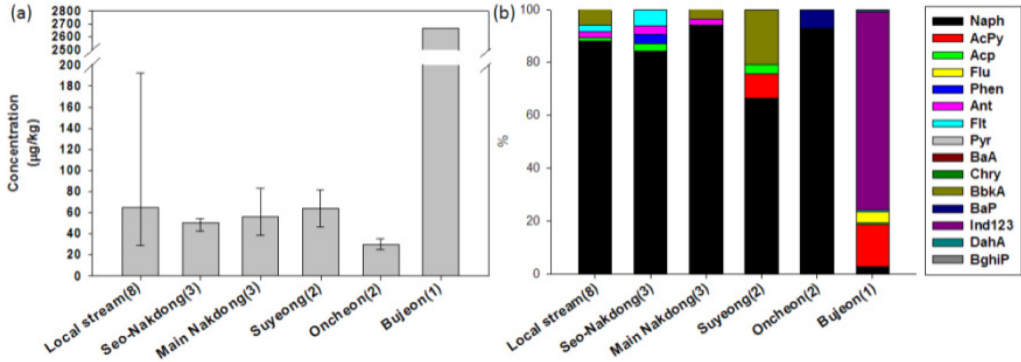 (a)
Concentration
(µg/kg)
2800
2700
2600
2500
200
180
160
140
120
100
80
60
40
20
0
Local stream(8)
Seo-Nakdong(3)
Main Nakdong(3)
Suyeong(2)
Oncheon(2)
Bujeon(1)
(b)
%
100
80
60
40
20
0
Local stream(8)
Seo-Nakdong(3)
Main Nakdong(3)
Suyeong(2)
Oncheon(2)
Bujeon(1)
Naph
AcPy
Acp
Flu
Phen
Ant
Flt
Pyr
BaA
Chry
BbkA
BaP
Ind123
DahA
BghiP